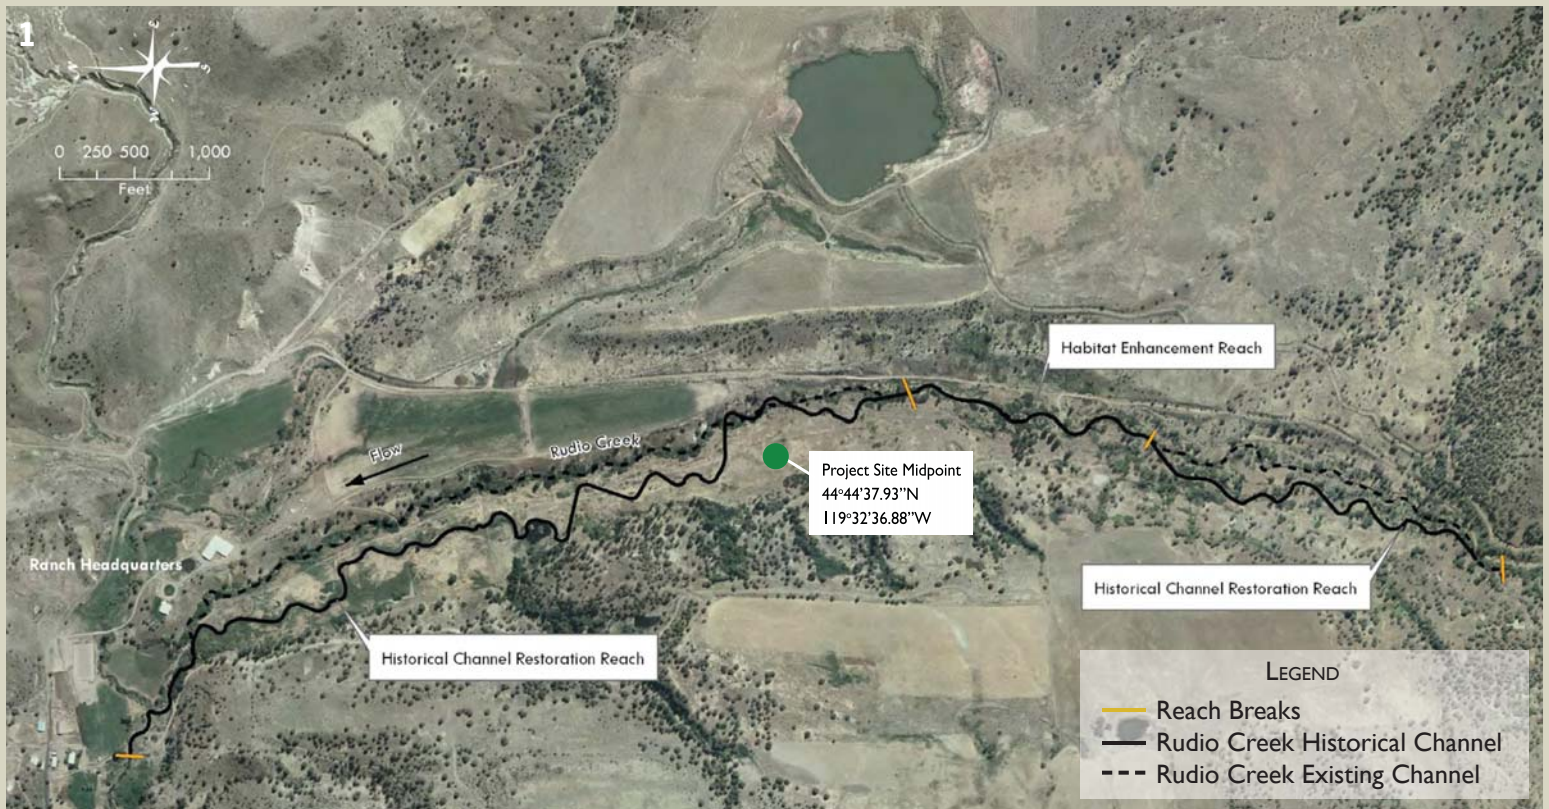 1
E
W
S
N
0 250 500 1,000
Feet
Habitat Enhancement Reach
Flow
Rudio Creek
Project Site Midpoint
44°44'37.93”N
119°32'36.88”W
Ranch Headquarters
Historical Channel Restoration Reach
Historical Channel Restoration Reach
LEGEND
Reach Breaks
Rudio Creek Historical Channel
Rudio Creek Existing Channel